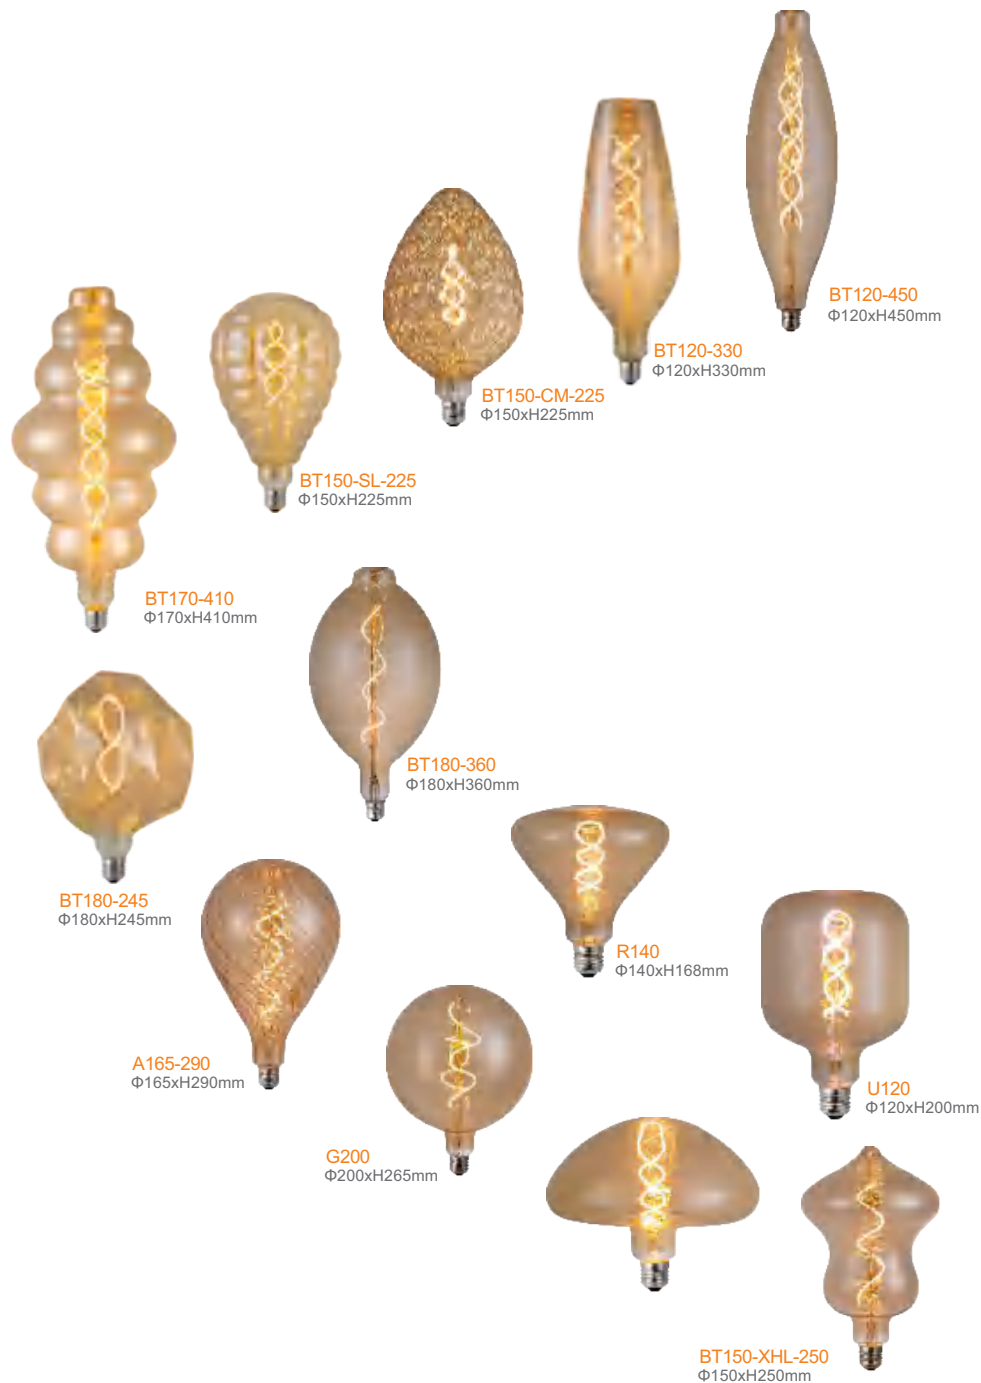 BT120-450
Φ120xH450mm
BT120-330
Φ120xH330mm
BT150-CM-225
Φ150xH225mm
BT150-SL-225
Φ150xH225mm
BT170-410
Φ170xH410mm
BT180-360
Φ180xH360mm
BT180-245
Φ180xH245mm
R140
Φ140xH168mm
A165-290
Φ165xH290mm
U120
Φ120xH200mm
G200
Φ200xH265mm
BT150-XHL-250
Φ150xH250mm